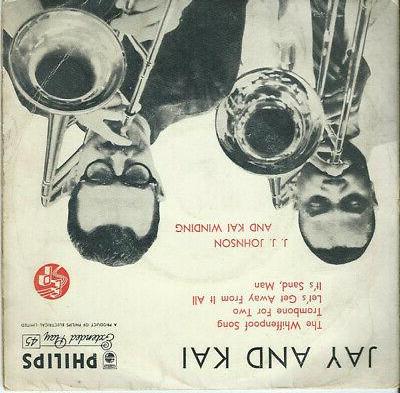 JAY AND KAI
PHILIPS
Extended Play 45
A PRODUCT OF PHILIPS ELECTRICAL LIMITED
The Whiffenpoof Song
Trombone For Two
Let's Get Away From It All
It's Sand, Man
J. J. JOHNSON
AND KAI WINDING